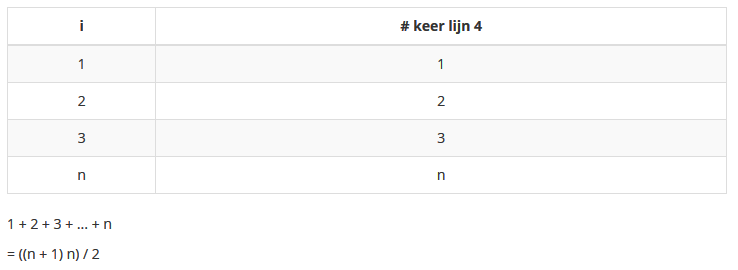 i # keer lijn 4
1 1
2 2
3 3
n n
1 + 2 + 3 + ... + n
= ((n + 1) n) / 2